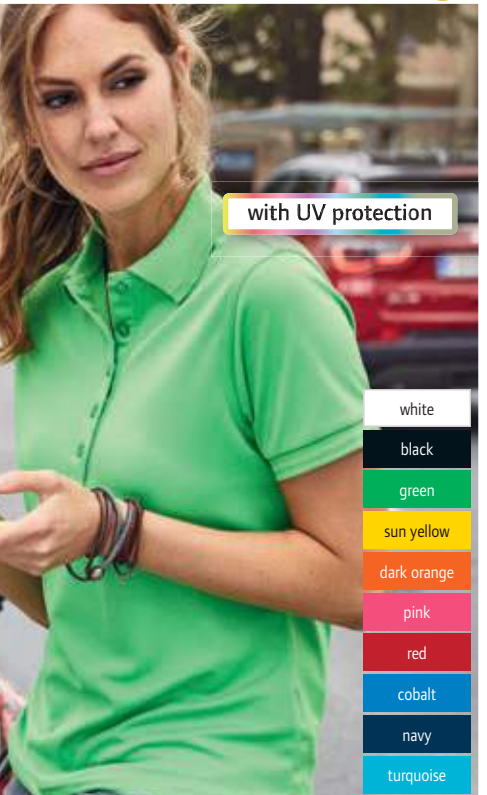 with UV protection
white
black
green
sun yellow
dark orange
pink
red
cobalt
navy
turquoise